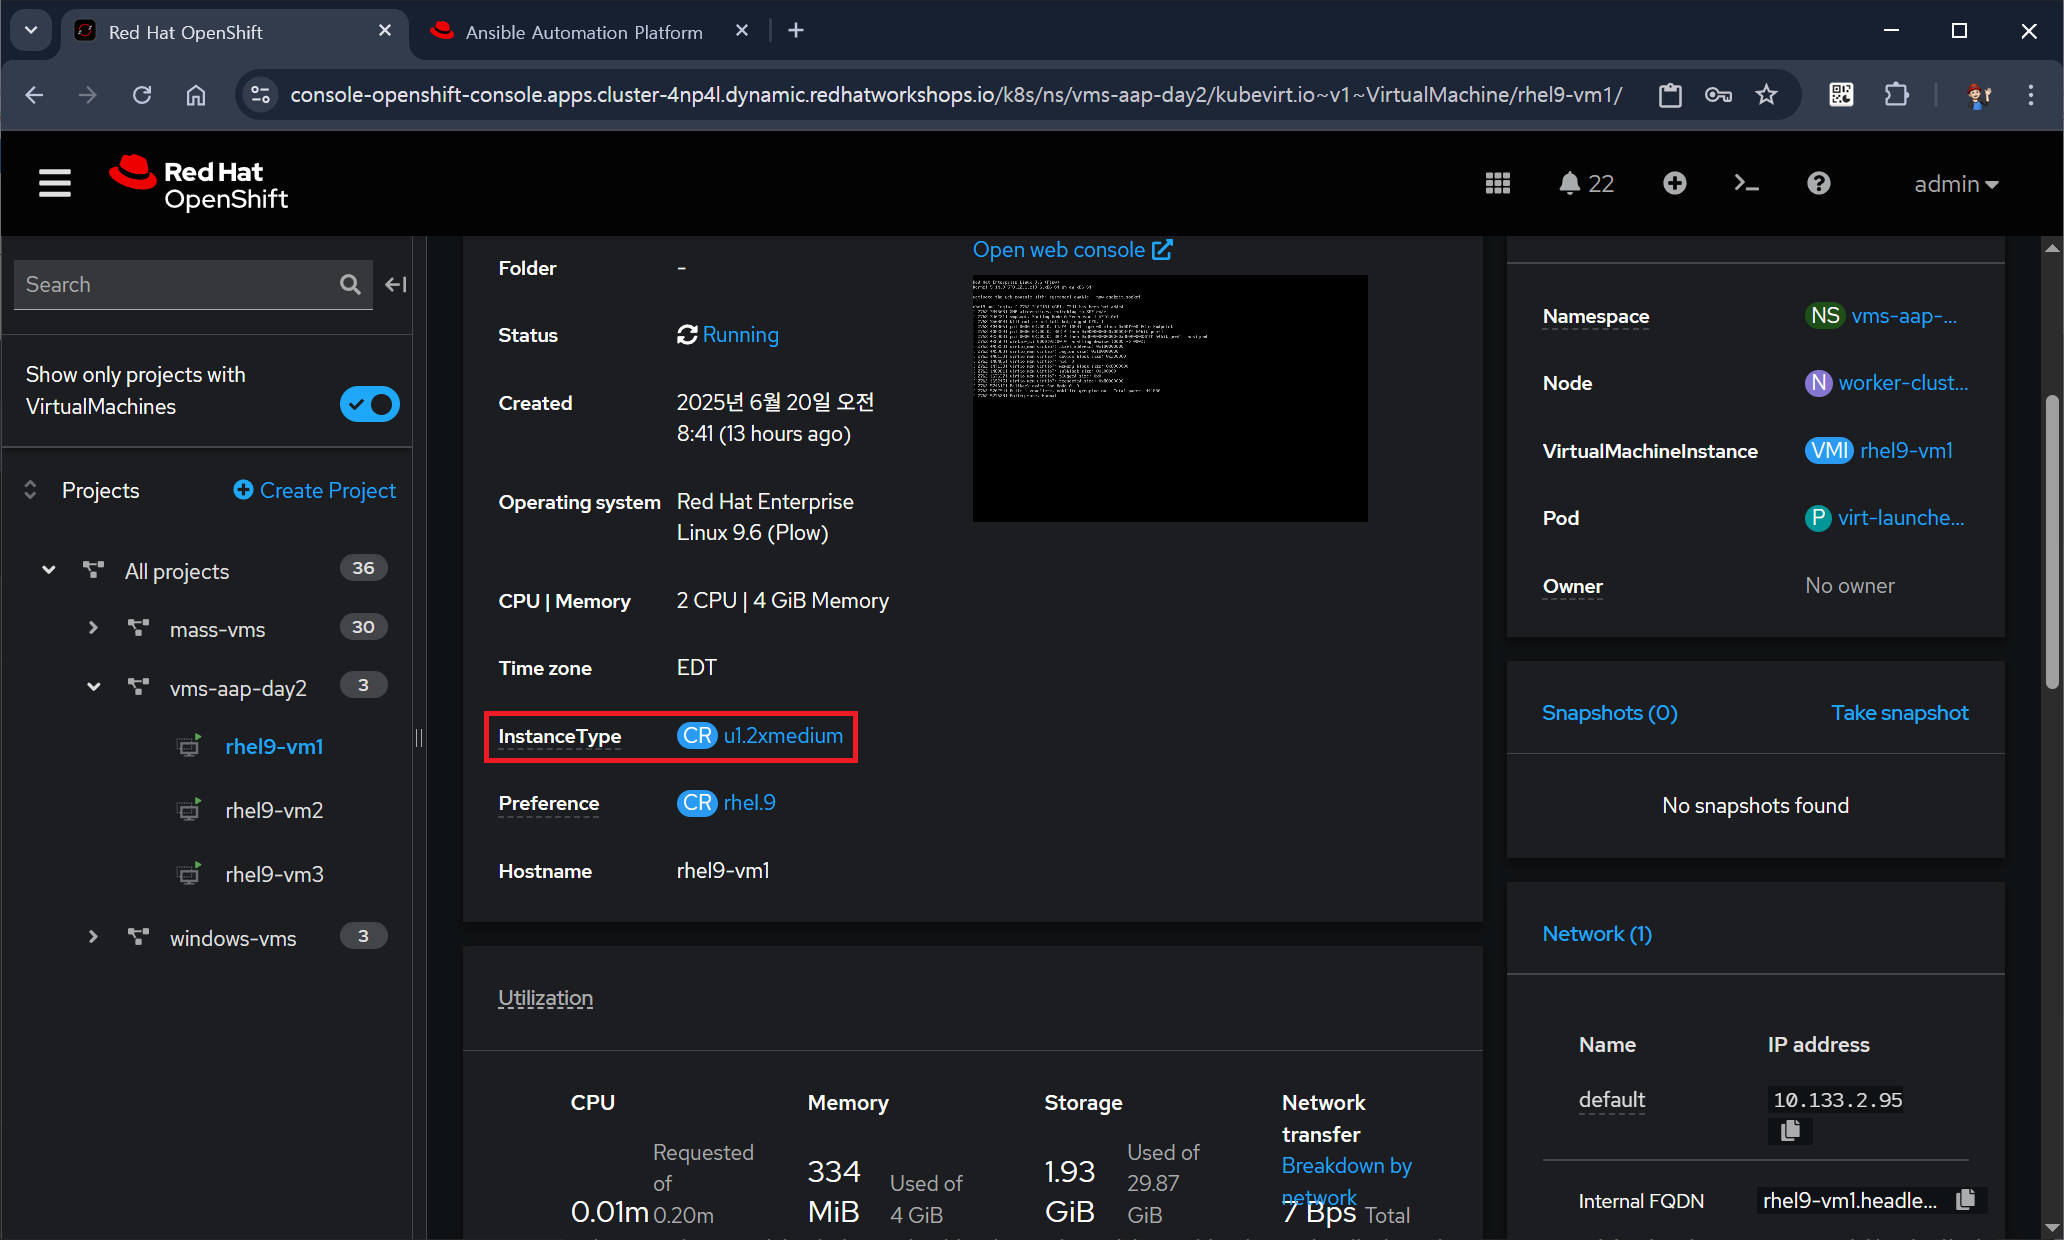 Red Hat OpenShift
Ansible Automation Platform
console-openshift-console.apps.cluster-4np4l.dynamic.redhatworkshops.io/k8s/ns/vms-aap-day2/kubevirt.io~v1~VirtualMachine/rhel9-vm1/
Red Hat
OpenShift
22
admin
Search
Show only projects with
VirtualMachines
Projects
Create Project
All projects
36
mass-vms
30
vms-aap-day2
3
rhel9-vm1
rhel9-vm2
rhel9-vm3
windows-vms
3
Folder
-
Status
Running
Created
2025년 6월 20일 오전
8:41 (13 hours ago)
Operating system
Red Hat Enterprise
Linux 9.6 (Plow)
CPU | Memory
2 CPU | 4 GiB Memory
Time zone
EDT
InstanceType
CR u1.2xmedium
Preference
CR rhel.9
Hostname
rhel9-vm1
Open web console
Utilization
CPU
0.01m
Requested
of
0.20m
Memory
334
MiB
Used of
4 GiB
Storage
1.93
GiB
Used of
29.87
GiB
Network
transfer
Breakdown by
network
7 Bps Total
Namespace
NS vms-aap-...
Node
N worker-clust...
VirtualMachineInstance
VMI rhel9-vm1
Pod
P virt-launche...
Owner
No owner
Snapshots (0)
Take snapshot
No snapshots found
Network (1)
Name
IP address
default
10.133.2.95
Internal FQDN
rhel9-vm1.headle...